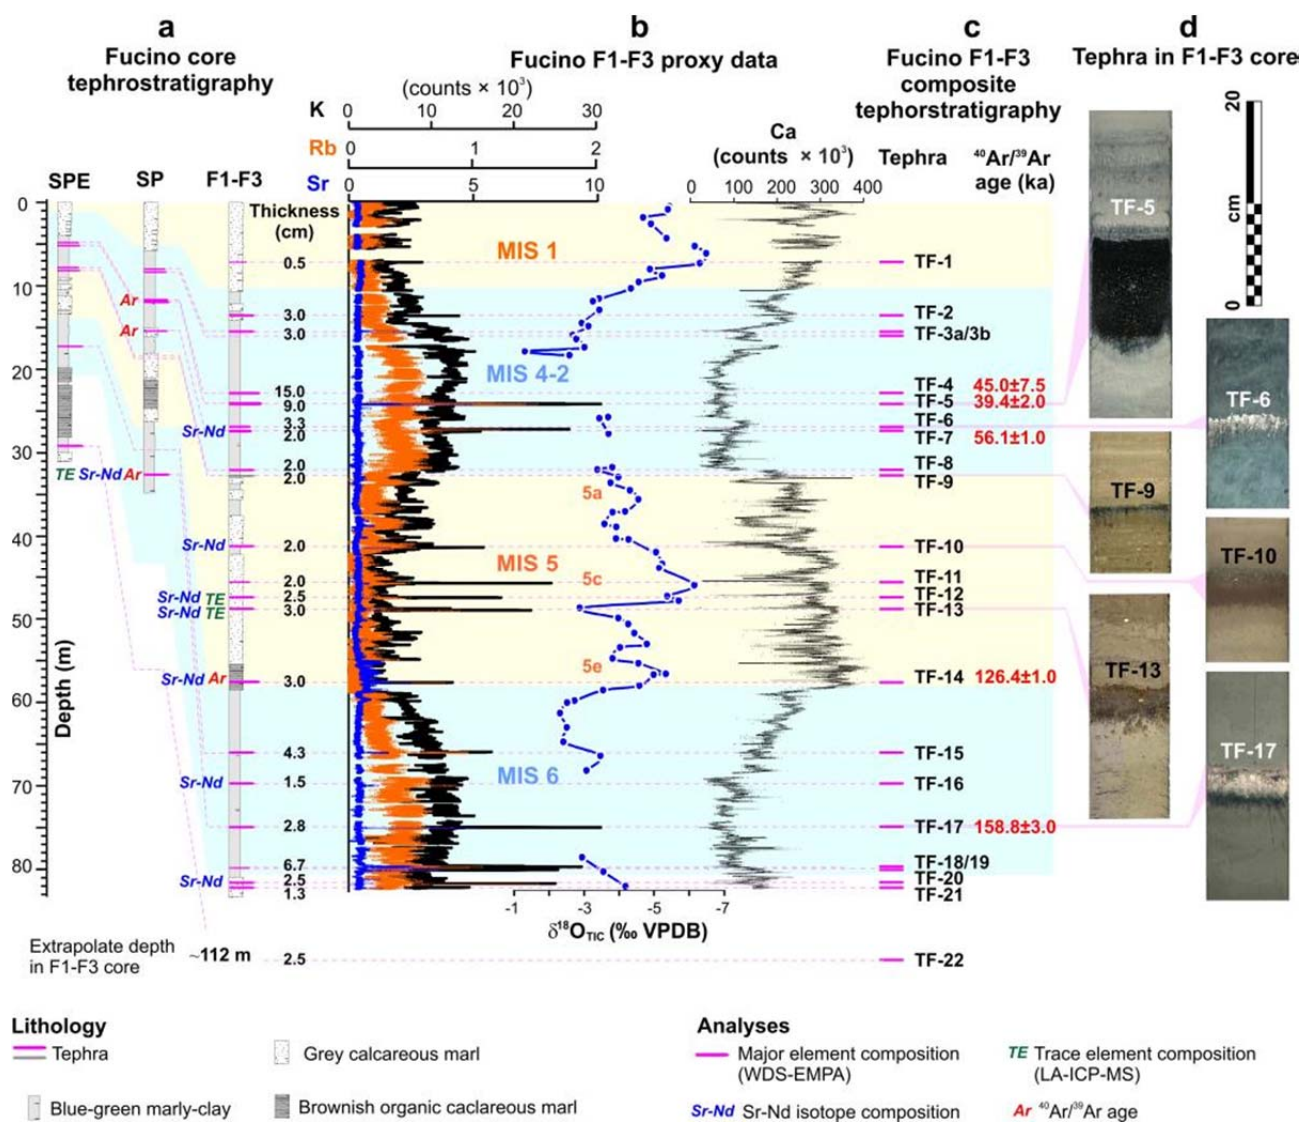 a
Fucino core
tephrostratigraphy
b
Fucino F1-F3 proxy data
c
Fucino F1-F3
composite
tephorstratigraphy
d
Tephra in F1-F3 core
(counts × 10³)
K
0 10 20 30
Rb
0 1 2
Sr
0 5 10
Ca
(counts × 10³)
0 100 200 300 400
Tephra
⁴⁰Ar/³⁹Ar
age (ka)
SPE SP F1-F3
Thickness
(cm)
Depth (m)
0
10
20
30
40
50
60
70
80
0.5
3.0
3.0
15.0
9.0
3.3
2.0
2.0
2.0
2.0
2.0
2.5
3.0
3.0
4.3
1.5
2.8
6.7
2.5
1.3
Ar
Ar
Sr-Nd
TE Sr-Nd Ar
Sr-Nd
Sr-Nd TE
Sr-Nd TE
Sr-Nd Ar
Sr-Nd
Sr-Nd
MIS 1
MIS 4-2
5a
MIS 5
5c
5e
MIS 6
-1 -3 -5 -7
δ¹⁸O_TIC (‰ VPDB)
TF-1
TF-2
TF-3a/3b
TF-4 45.0±7.5
TF-5 39.4±2.0
TF-6
TF-7 56.1±1.0
TF-8
TF-9
TF-10
TF-11
TF-12
TF-13
TF-14 126.4±1.0
TF-15
TF-16
TF-17 158.8±3.0
TF-18/19
TF-20
TF-21
Extrapolate depth
in F1-F3 core
~112 m
2.5
TF-22
20
cm
0
TF-5
TF-6
TF-9
TF-10
TF-13
TF-17
Lithology
Tephra
Grey calcareous marl
Blue-green marly-clay
Brownish organic caclareous marl
Analyses
Major element composition
(WDS-EMPA)
TE Trace element composition
(LA-ICP-MS)
Sr-Nd Sr-Nd isotope composition
Ar ⁴⁰Ar/³⁹Ar age